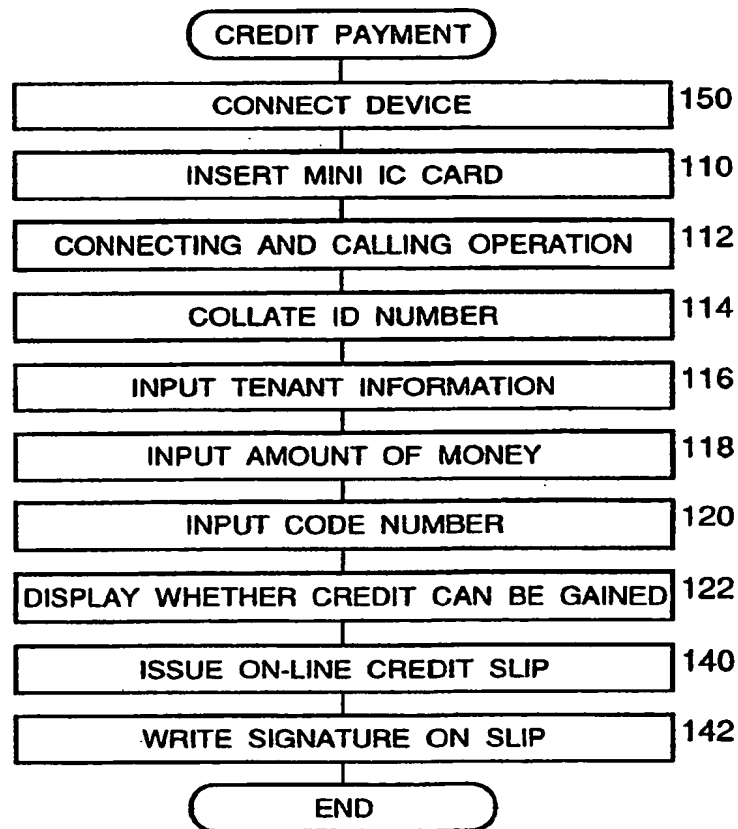 CREDIT PAYMENT
CONNECT DEVICE 150
INSERT MINI IC CARD 110
CONNECTING AND CALLING OPERATION 112
COLLATE ID NUMBER 114
INPUT TENANT INFORMATION 116
INPUT AMOUNT OF MONEY 118
INPUT CODE NUMBER 120
DISPLAY WHETHER CREDIT CAN BE GAINED 122
ISSUE ON-LINE CREDIT SLIP 140
WRITE SIGNATURE ON SLIP 142
END